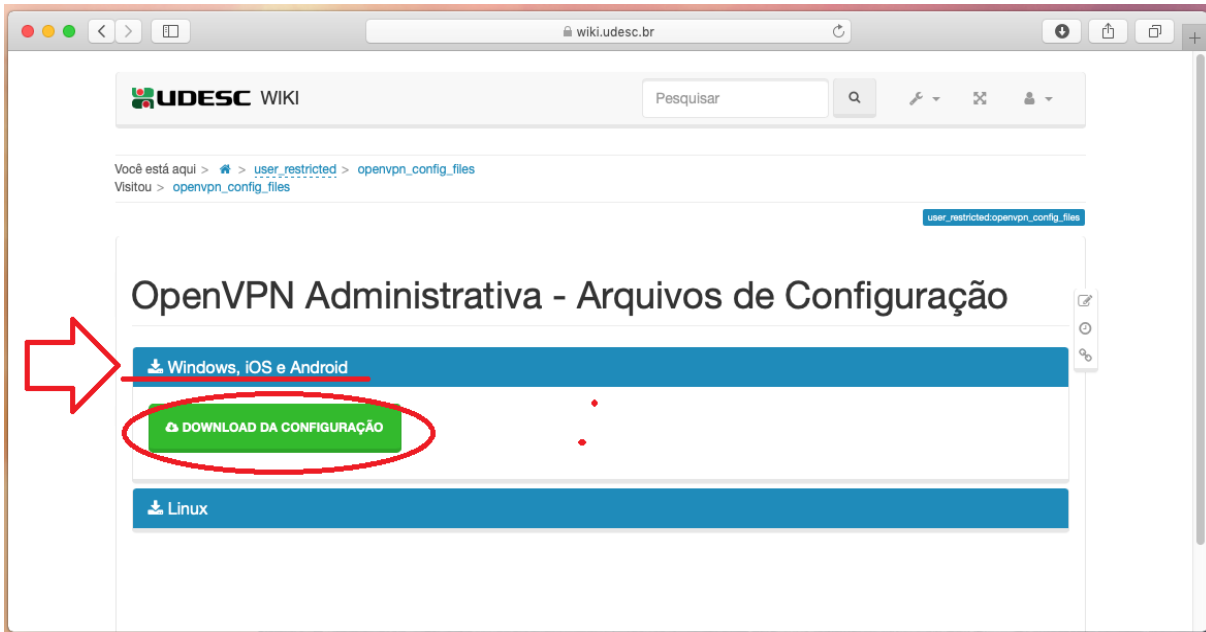 wiki.udesc.br
UDESC WIKI
Pesquisar
Você está aqui > > user_restricted > openvpn_config_files
Visitou > openvpn_config_files
user_restricted:openvpn_config_files
OpenVPN Administrativa - Arquivos de Configuração
Windows, iOS e Android
DOWNLOAD DA CONFIGURAÇÃO
Linux